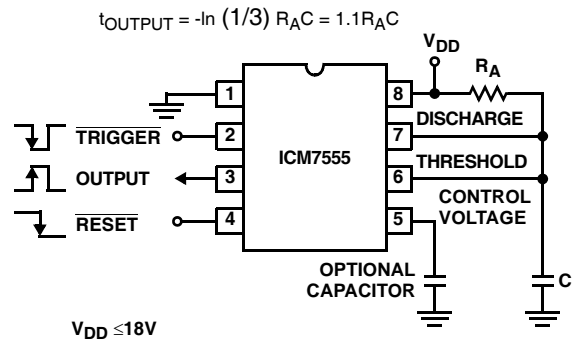 tOUTPUT = -ln (1/3) RAC = 1.1RAC
VDD
RA
1
8
DISCHARGE
TRIGGER
2
7
ICM7555
THRESHOLD
OUTPUT
3
6
CONTROL
VOLTAGE
RESET
4
5
OPTIONAL
CAPACITOR
C
VDD ≤18V